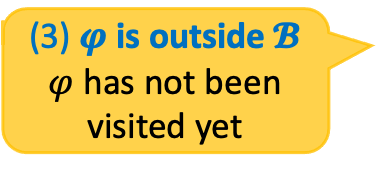 (3) 𝝋 is outside 𝓑
𝝋 has not been
visited yet